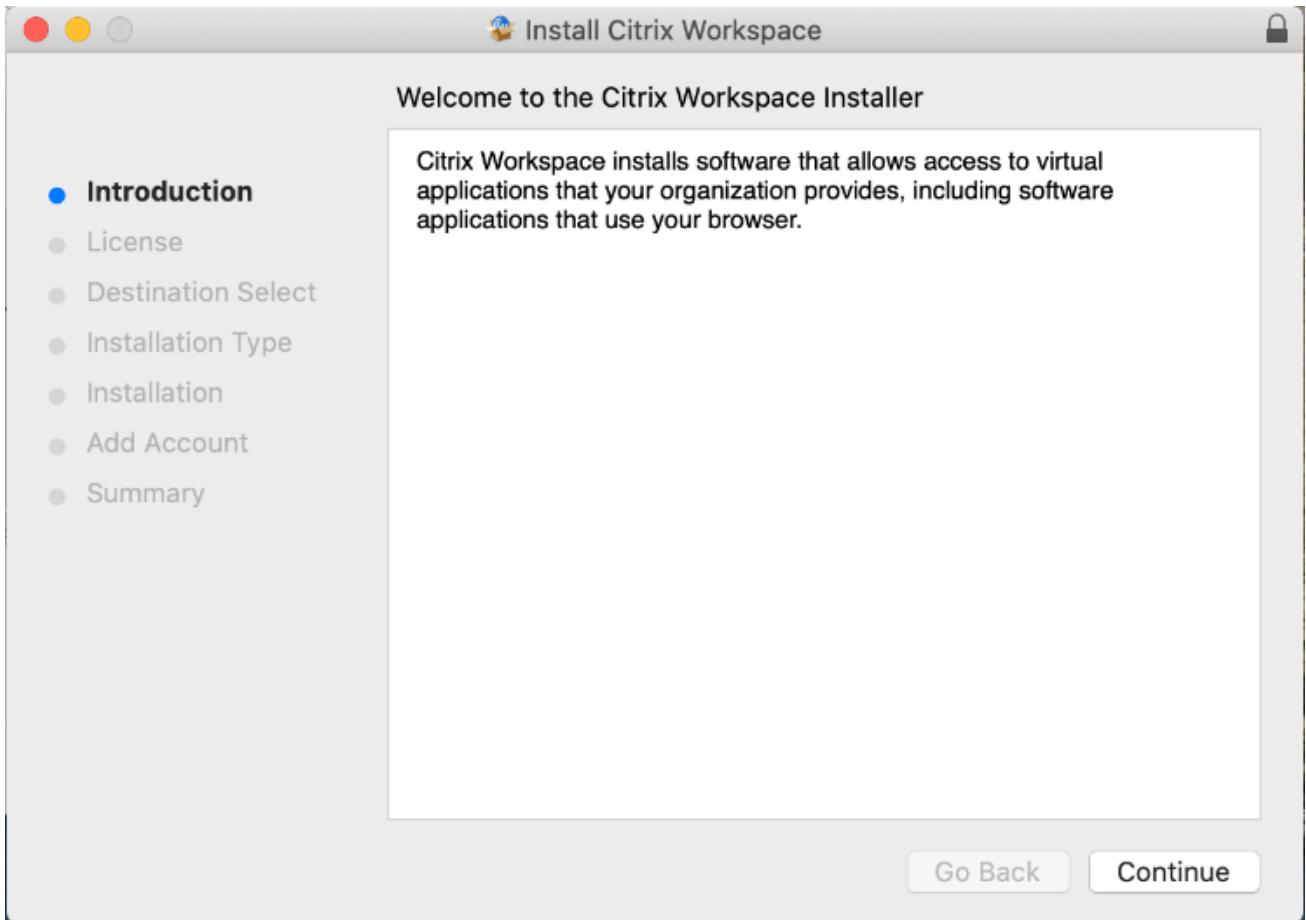 Install Citrix Workspace
Welcome to the Citrix Workspace Installer
Introduction
License
Destination Select
Installation Type
Installation
Add Account
Summary
Citrix Workspace installs software that allows access to virtual
applications that your organization provides, including software
applications that use your browser.
Go Back
Continue